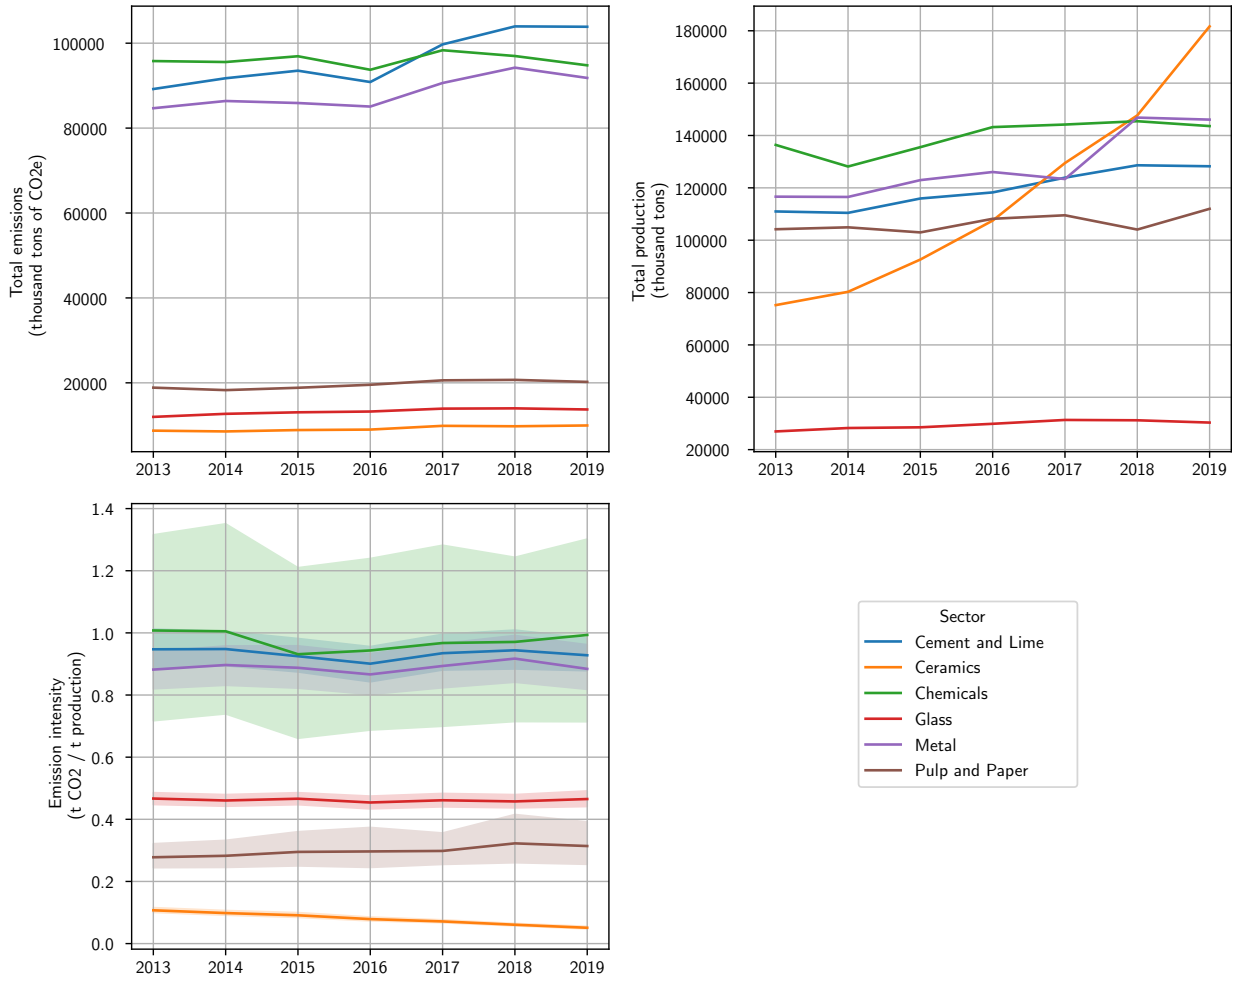 Total emissions
(thousand tons of CO2e)
100000
80000
60000
40000
20000
2013 2014 2015 2016 2017 2018 2019
Total production
(thousand tons)
180000
160000
140000
120000
100000
80000
60000
40000
20000
2013 2014 2015 2016 2017 2018 2019
Emission intensity
(t CO2 / t production)
1.4
1.2
1.0
0.8
0.6
0.4
0.2
0.0
2013 2014 2015 2016 2017 2018 2019
Sector
Cement and Lime
Ceramics
Chemicals
Glass
Metal
Pulp and Paper